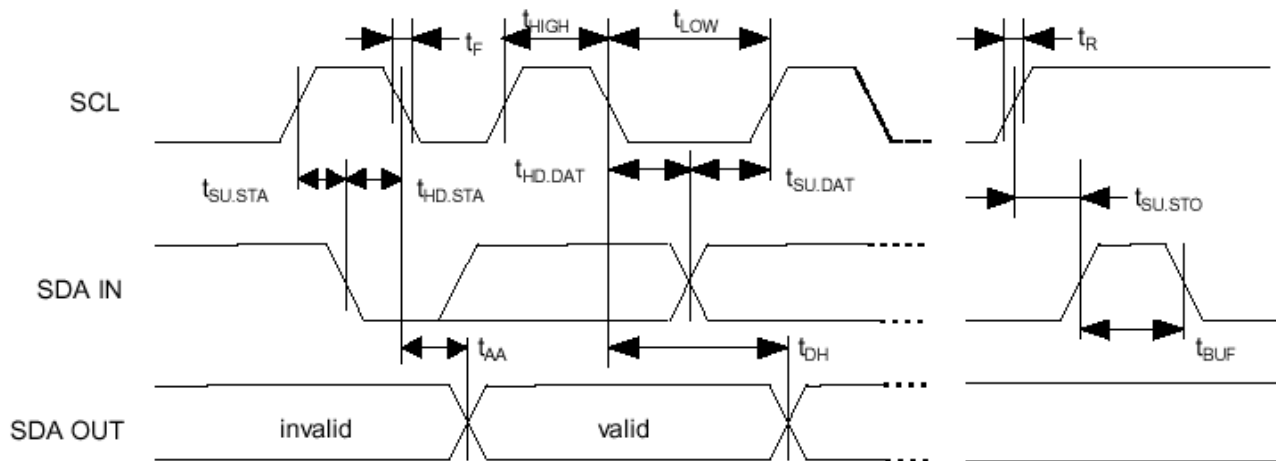 tHIGH tLOW
tF tR
SCL
tSU.STA tHD.STA tHD.DAT tSU.DAT tSU.STO
SDA IN
tAA tDH tBUF
SDA OUT invalid valid